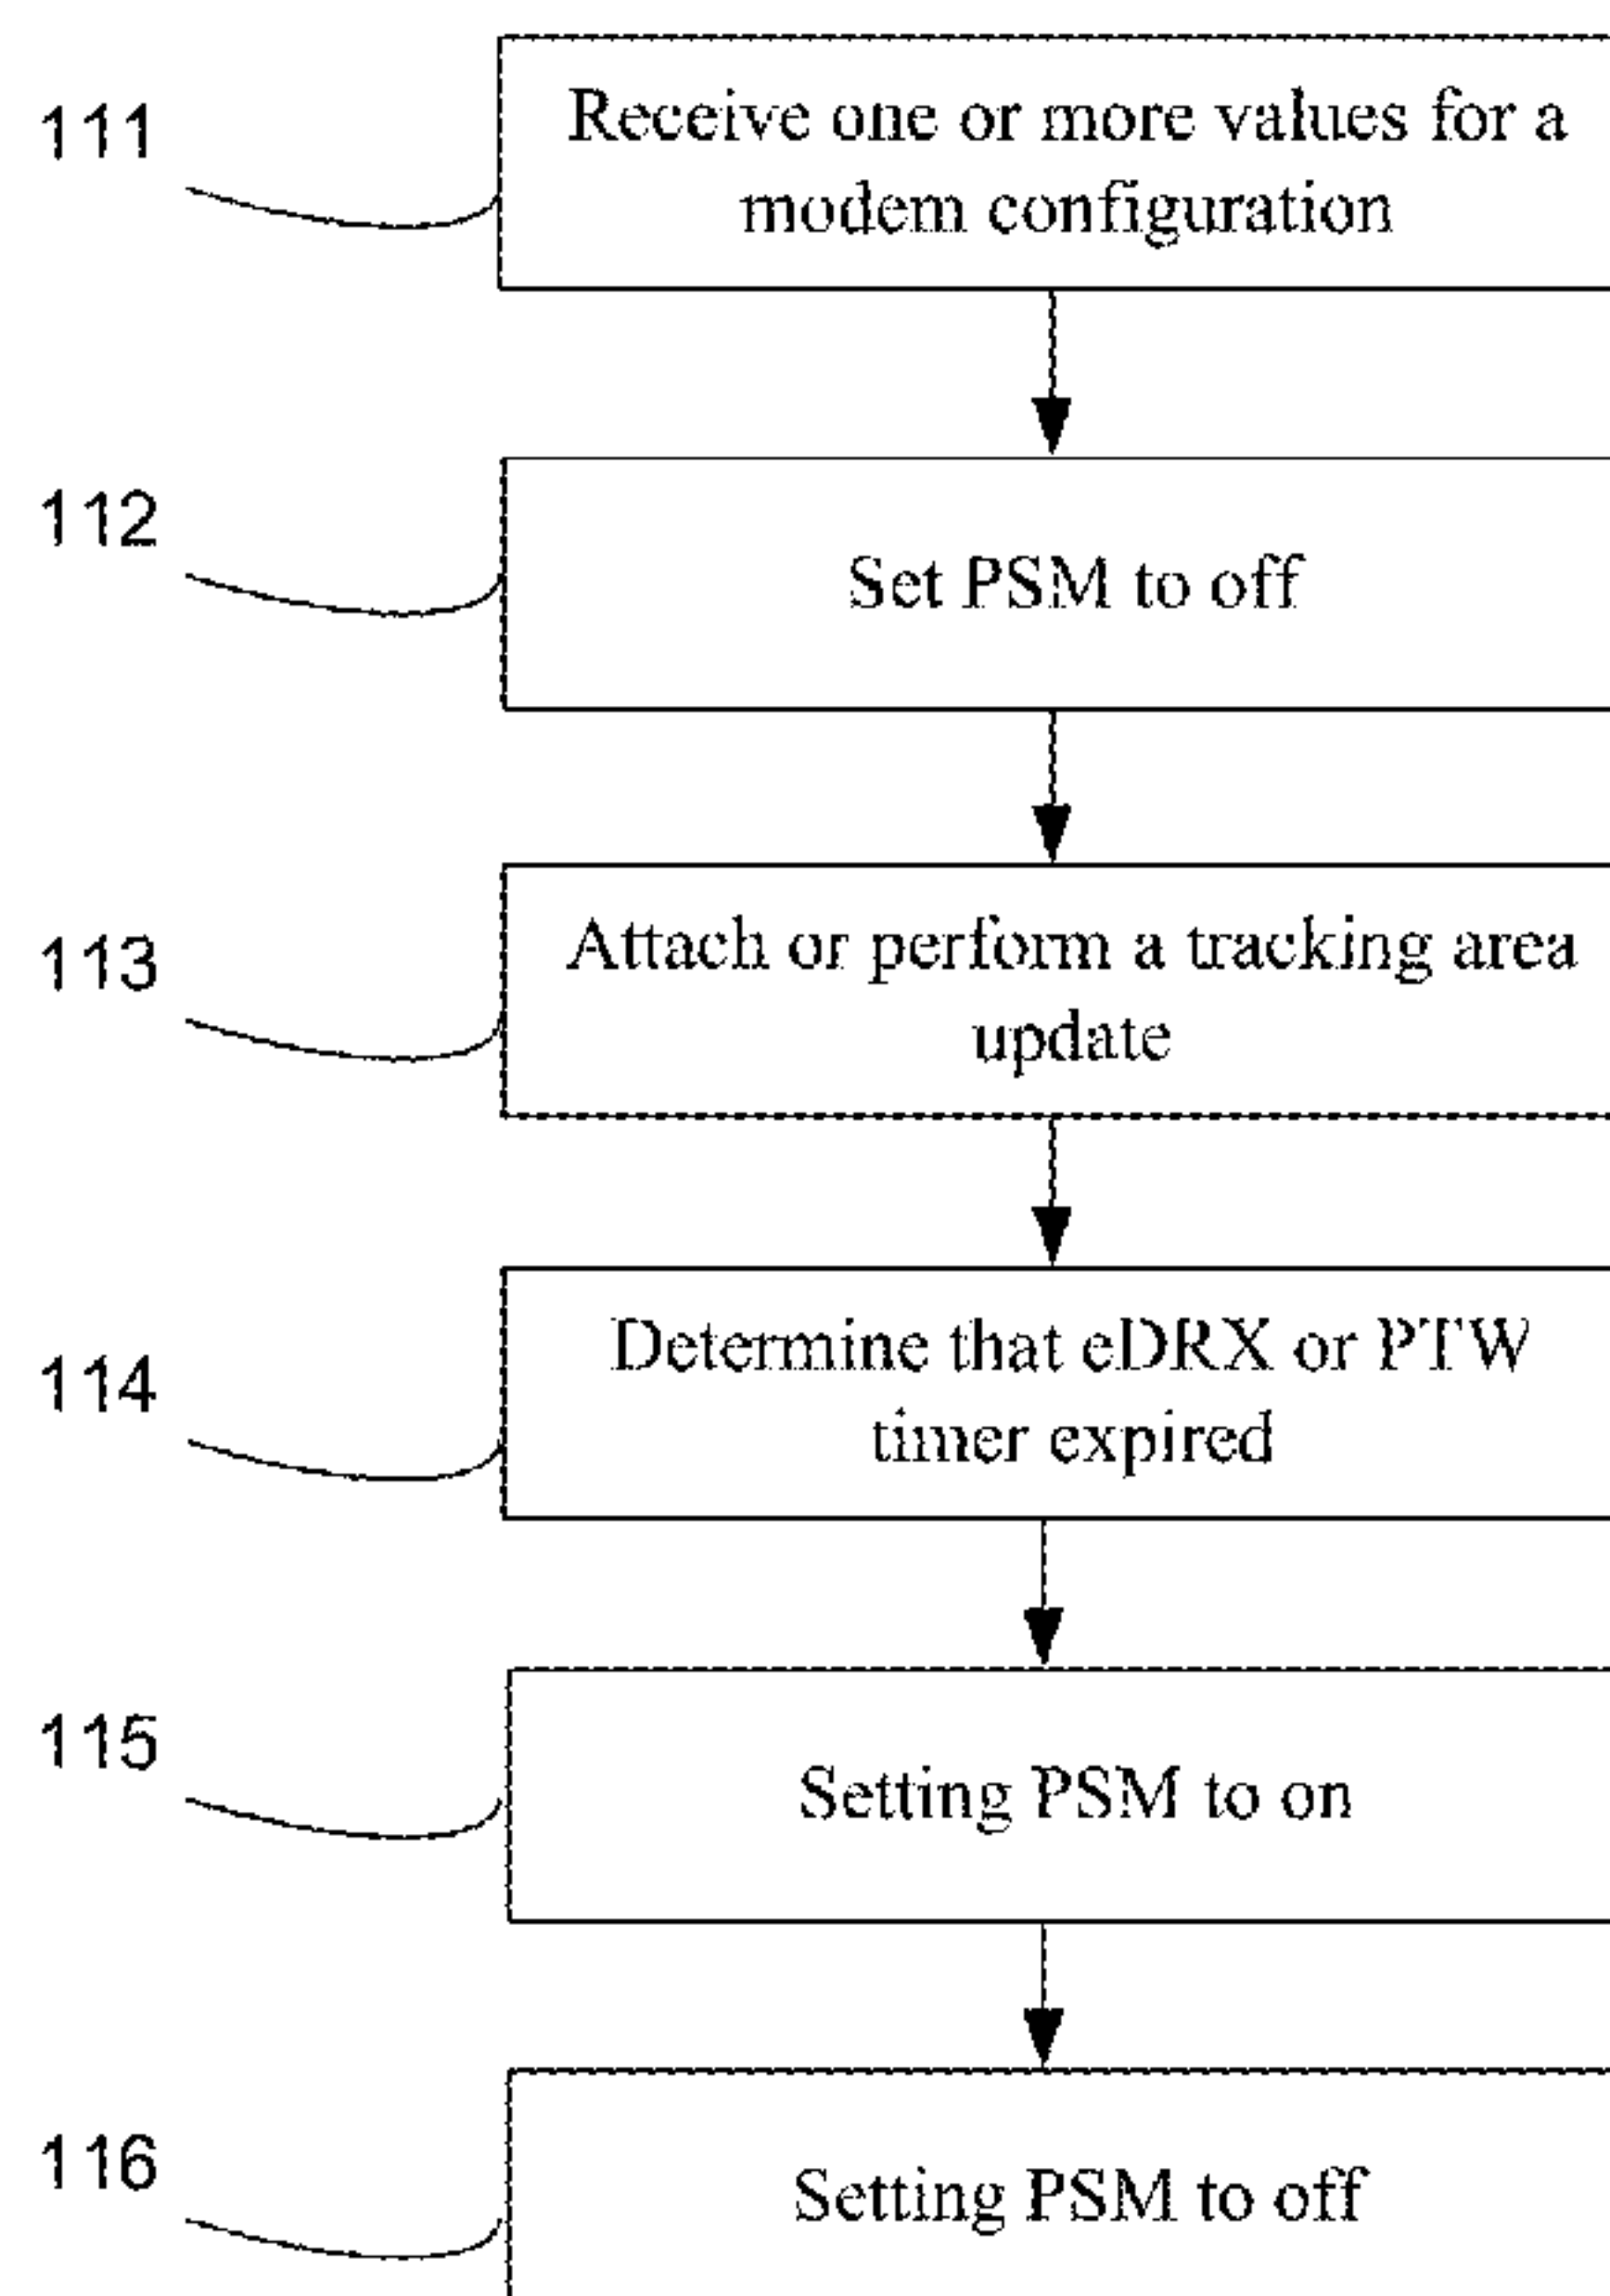 111
Receive one or more values for a
modem configuration
112
Set PSM to off
113
Attach or perform a tracking area
update
114
Determine that eDRX or PTW
timer expired
115
Setting PSM to on
116
Setting PSM to off